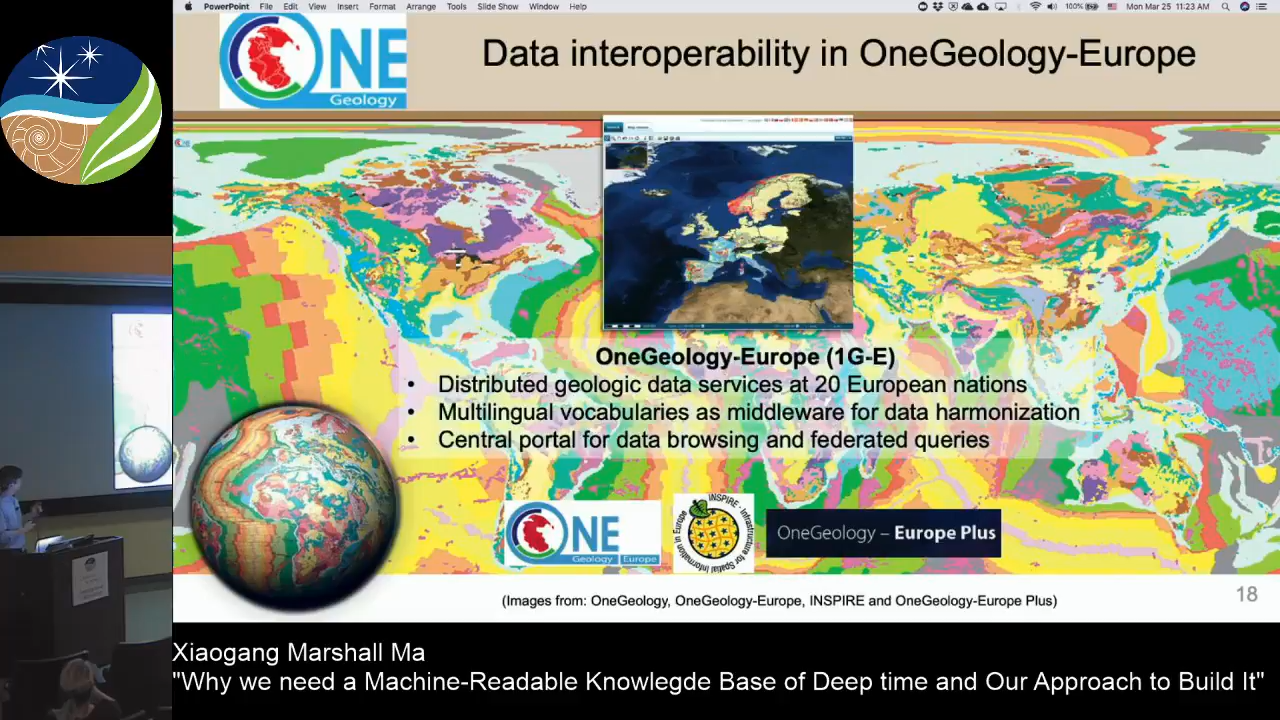 PowerPoint File Edit View Insert Format Arrange Tools Slide Show Window Help 100% Mon Mar 25 11:23 AM
ONE
Geology
Data interoperability in OneGeology-Europe
OneGeology-Europe (1G-E)
• Distributed geologic data services at 20 European nations
• Multilingual vocabularies as middleware for data harmonization
• Central portal for data browsing and federated queries
ONE
Geology Europe
INSPIRE · Infrastructure for Spatial Information in Europe
OneGeology – Europe Plus
(Images from: OneGeology, OneGeology-Europe, INSPIRE and OneGeology-Europe Plus)
18
Xiaogang Marshall Ma
"Why we need a Machine-Readable Knowlegde Base of Deep time and Our Approach to Build It"